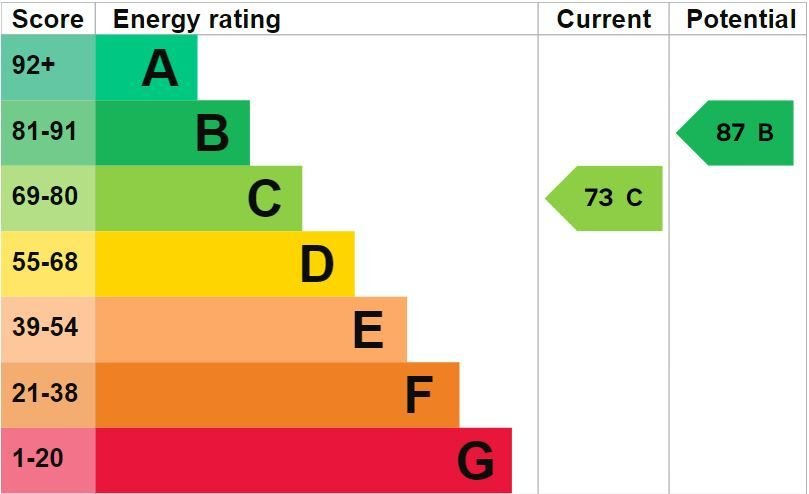 Score Energy rating Current Potential
92+ A
81-91 B 87 B
69-80 C 73 C
55-68 D
39-54 E
21-38 F
1-20 G